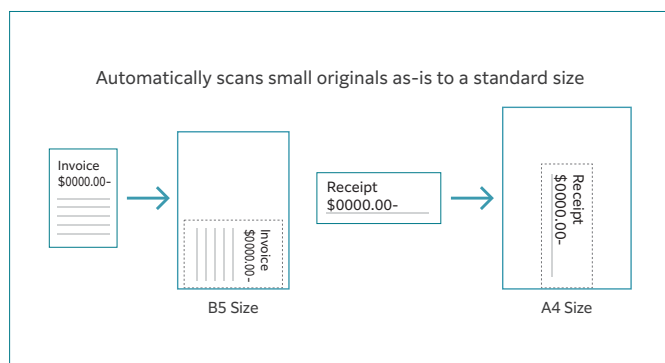 Automatically scans small originals as-is to a standard size
Invoice
$0000.00-
Invoice
$0000.00-
B5 Size
Receipt
$0000.00-
Receipt
$0000.00-
A4 Size